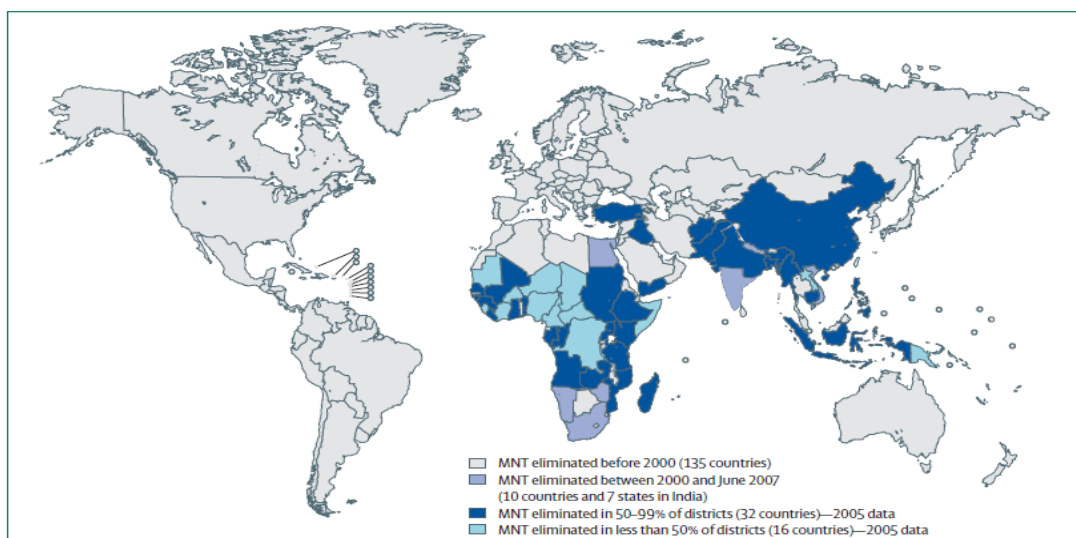 MNT eliminated before 2000 (135 countries)
MNT eliminated between 2000 and June 2007
(10 countries and 7 states in India)
MNT eliminated in 50–99% of districts (32 countries)—2005 data
MNT eliminated in less than 50% of districts (16 countries)—2005 data